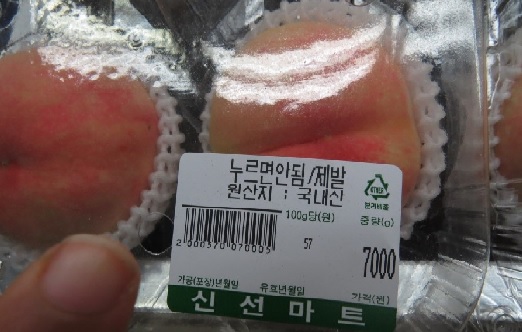 누르면안됨/제발
원산지 : 국내산
100g당(원) 중량(g)
2900370070005 57 7000
가공(포장)년월일 유효년월일 가격(원)
신선마트